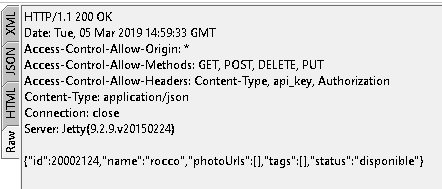 XML
JSON
HTML
Raw
HTTP/1.1 200 OK
Date: Tue, 05 Mar 2019 14:59:33 GMT
Access-Control-Allow-Origin: *
Access-Control-Allow-Methods: GET, POST, DELETE, PUT
Access-Control-Allow-Headers: Content-Type, api_key, Authorization
Content-Type: application/json
Connection: close
Server: Jetty(9.2.9.v20150224)
{"id":20002124,"name":"rocco","photoUrls":[],"tags":[],"status":"disponible"}